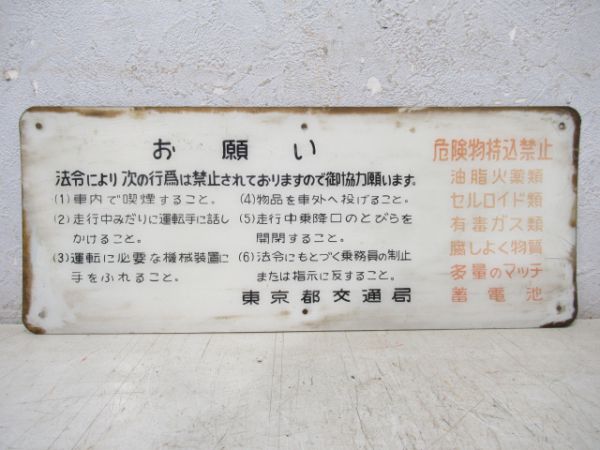 お願い
法令により次の行爲は禁止されておりますので御協力願います。
(1)車内で喫煙すること。
(2)走行中みだりに運転手に話し
かけること。
(3)運転に必要な機械装置に
手をふれること。
(4)物品を車外へ投げること。
(5)走行中乗降口のとびらを
開閉すること。
(6)法令にもとづく乗務員の制止
または指示に反すること。
東京都交通局
危険物持込禁止
油脂火薬類
セルロイド類
有毒ガス類
腐しよく物質
多量のマッチ
蓄電池